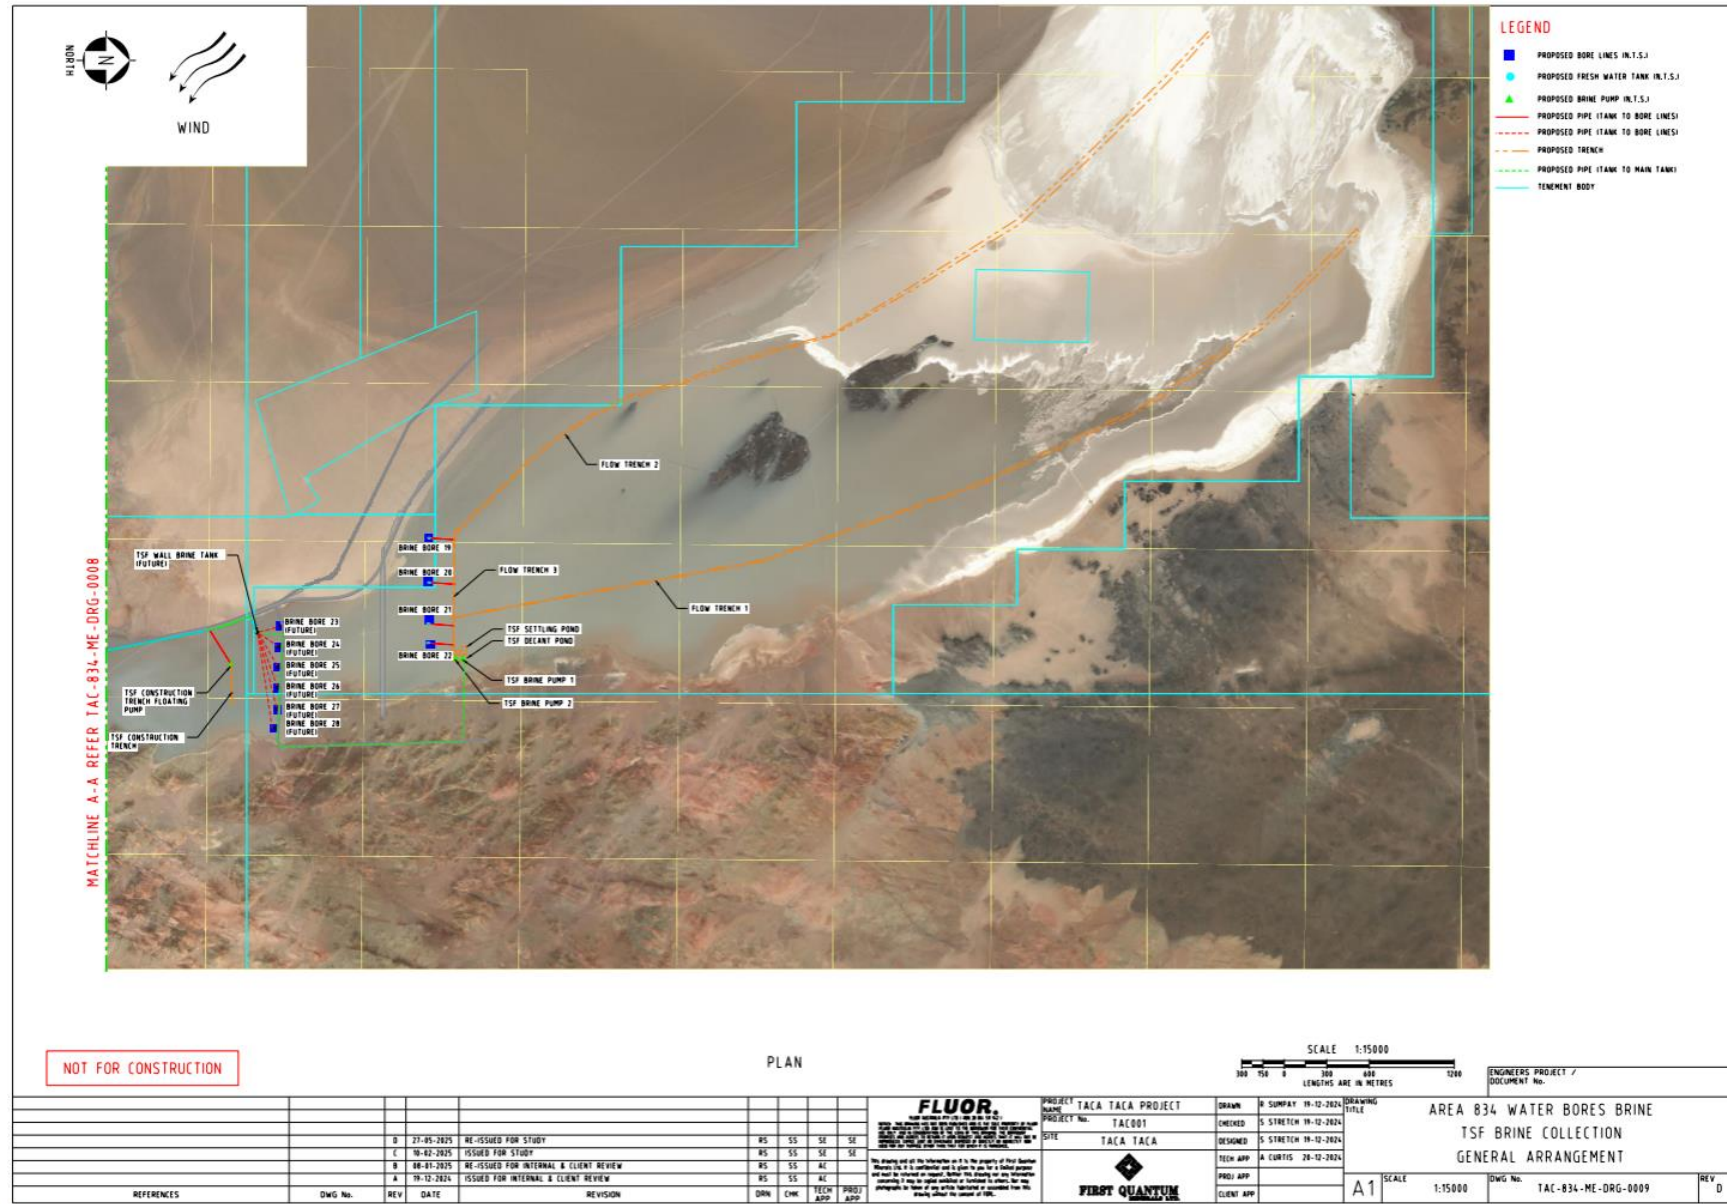 NORTH
N
WIND
LEGEND
PROPOSED BORE LINES (N.T.S.)
PROPOSED FRESH WATER TANK (N.T.S.)
PROPOSED BRINE PUMP (N.T.S.)
PROPOSED PIPE (TANK TO BORE LINES)
PROPOSED PIPE (TANK TO BORE LINES)
PROPOSED TRENCH
PROPOSED PIPE (TANK TO MAIN TANK)
TENEMENT BODY
MATCHLINE A-A REFER TAC-834-ME-DRG-0008
FLOW TRENCH 2
BRINE BORE 19
TSF WALL BRINE TANK
(FUTURE)
BRINE BORE 20
FLOW TRENCH 3
BRINE BORE 21
FLOW TRENCH 1
BRINE BORE 23
(FUTURE)
BRINE BORE 24
(FUTURE)
BRINE BORE 25
(FUTURE)
BRINE BORE 26
(FUTURE)
BRINE BORE 27
(FUTURE)
BRINE BORE 28
(FUTURE)
TSF SETTLING POND
TSF DECANT POND
BRINE BORE 22
TSF BRINE PUMP 1
TSF BRINE PUMP 2
TSF CONSTRUCTION
TRENCH FLOATING
PUMP
TSF CONSTRUCTION
TRENCH
NOT FOR CONSTRUCTION
PLAN
SCALE 1:15000
300 150 0 300 600 1200
LENGTHS ARE IN METRES
ENGINEERS PROJECT /
DOCUMENT No.
D 27-05-2025 RE-ISSUED FOR STUDY RS SS SE SE
C 10-02-2025 ISSUED FOR STUDY RS SS SE SE
B 08-01-2025 RE-ISSUED FOR INTERNAL & CLIENT REVIEW RS SS AC
A 19-12-2024 ISSUED FOR INTERNAL & CLIENT REVIEW RS SS AC
REFERENCES DWG No. REV DATE REVISION DRN CHK TECH APP PROJ APP
FLUOR.
PROJECT NAME TACA TACA PROJECT
PROJECT No. TAC001
SITE TACA TACA
FIRST QUANTUM
MINERALS LTD.
DRAWN R SUMPAY 19-12-2024
CHECKED S STRETCH 19-12-2024
DESIGNED S STRETCH 19-12-2024
TECH APP A CURTIS 20-12-2024
PROJ APP
CLIENT APP
DRAWING TITLE
AREA 834 WATER BORES BRINE
TSF BRINE COLLECTION
GENERAL ARRANGEMENT
A1 SCALE 1:15000 DWG No. TAC-834-ME-DRG-0009 REV D